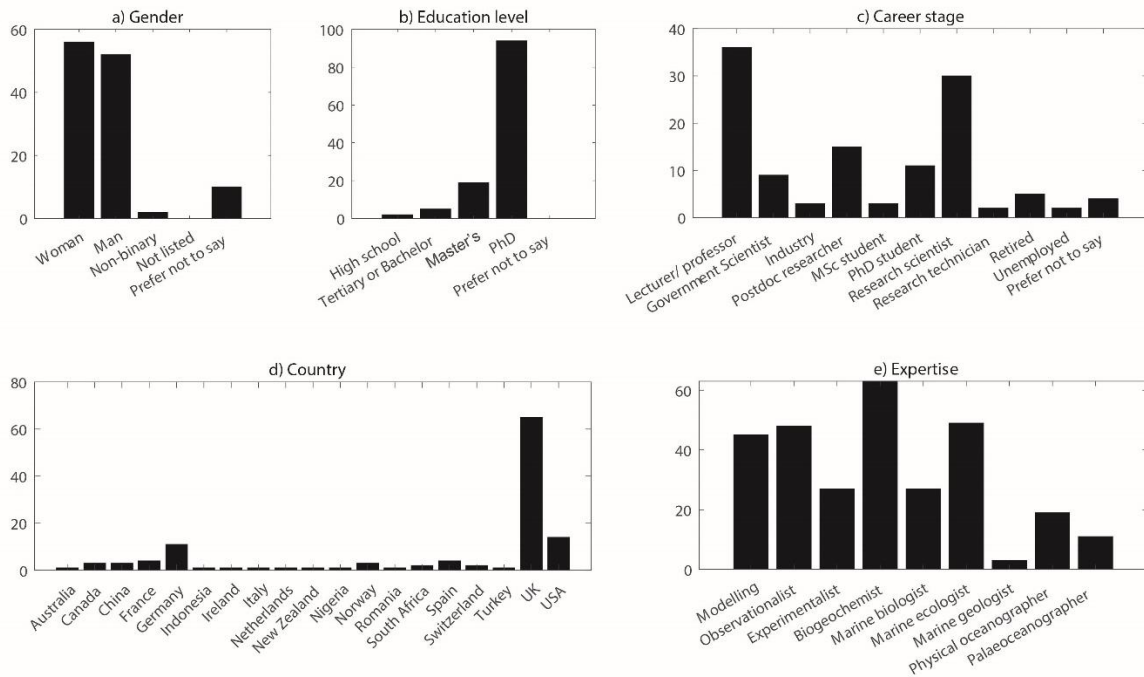 a) Gender
60
40
20
0
Woman
Man
Non-binary
Not listed
Prefer not to say
b) Education level
100
80
60
40
20
0
High school
Tertiary or Bachelor
Master's
PhD
Prefer not to say
c) Career stage
40
30
20
10
0
Lecturer/ professor
Government Scientist
Industry
Postdoc researcher
MSc student
PhD student
Research scientist
Research technician
Retired
Unemployed
Prefer not to say
d) Country
80
60
40
20
0
Australia
Canada
China
France
Germany
Indonesia
Ireland
Italy
Netherlands
New Zealand
Nigeria
Norway
Romania
South Africa
Spain
Switzerland
Turkey
UK
USA
e) Expertise
60
40
20
0
Modelling
Observationalist
Experimentalist
Biogeochemist
Marine biologist
Marine ecologist
Marine geologist
Physical oceanographer
Palaeoceanographer